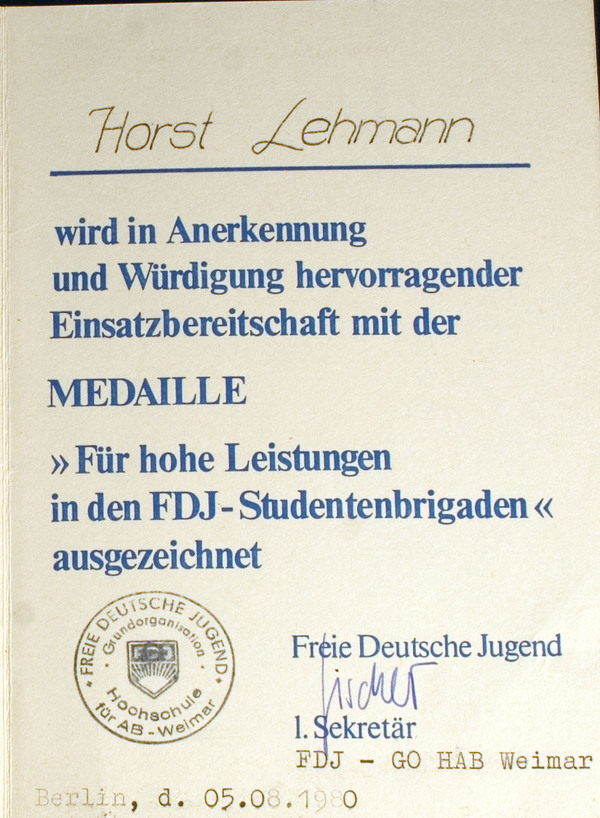 Horst Lehmann
wird in Anerkennung
und Würdigung hervorragender
Einsatzbereitschaft mit der
MEDAILLE
»Für hohe Leistungen
in den FDJ-Studentenbrigaden«
ausgezeichnet
FREIE DEUTSCHE JUGEND
Grundorganisation
FDJ
Hochschule
für AB-Weimar
Freie Deutsche Jugend
Fischer
1. Sekretär
FDJ - GO HAB Weimar
Berlin, d. 05.08.1980